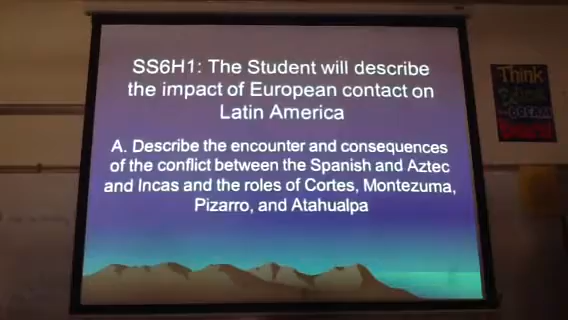 SS6H1: The Student will describe
the impact of European contact on
Latin America
A. Describe the encounter and consequences
of the conflict between the Spanish and Aztec
and Incas and the roles of Cortes, Montezuma,
Pizarro, and Atahualpa
Think
DREAM